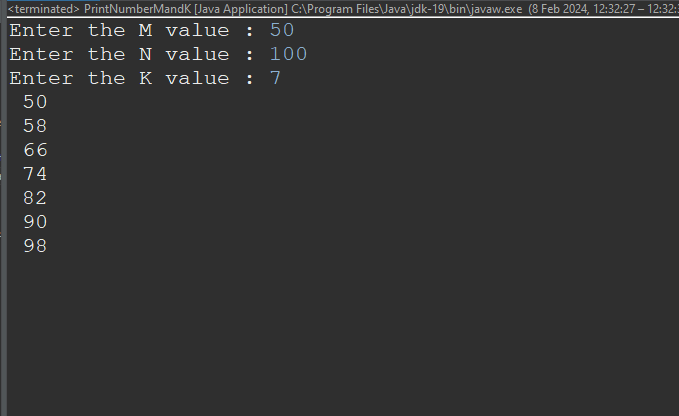 <terminated> PrintNumberMandK [Java Application] C:\Program Files\Java\jdk-19\bin\javaw.exe (8 Feb 2024, 12:32:27 – 12:32:
Enter the M value : 50
Enter the N value : 100
Enter the K value : 7
50
58
66
74
82
90
98